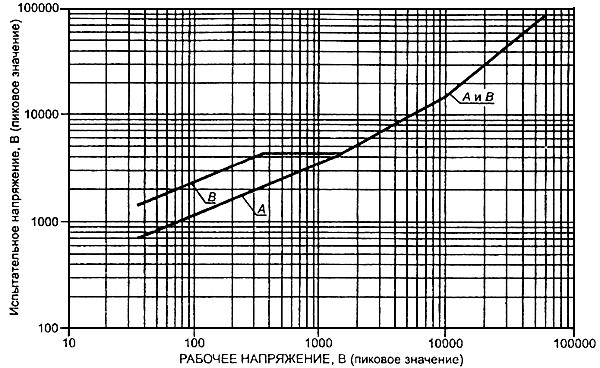 Испытательное напряжение, В (пиковое значение)
100000
10000
1000
100
А и В
В
А
10
100
1000
10000
100000
РАБОЧЕЕ НАПРЯЖЕНИЕ, В (пиковое значение)